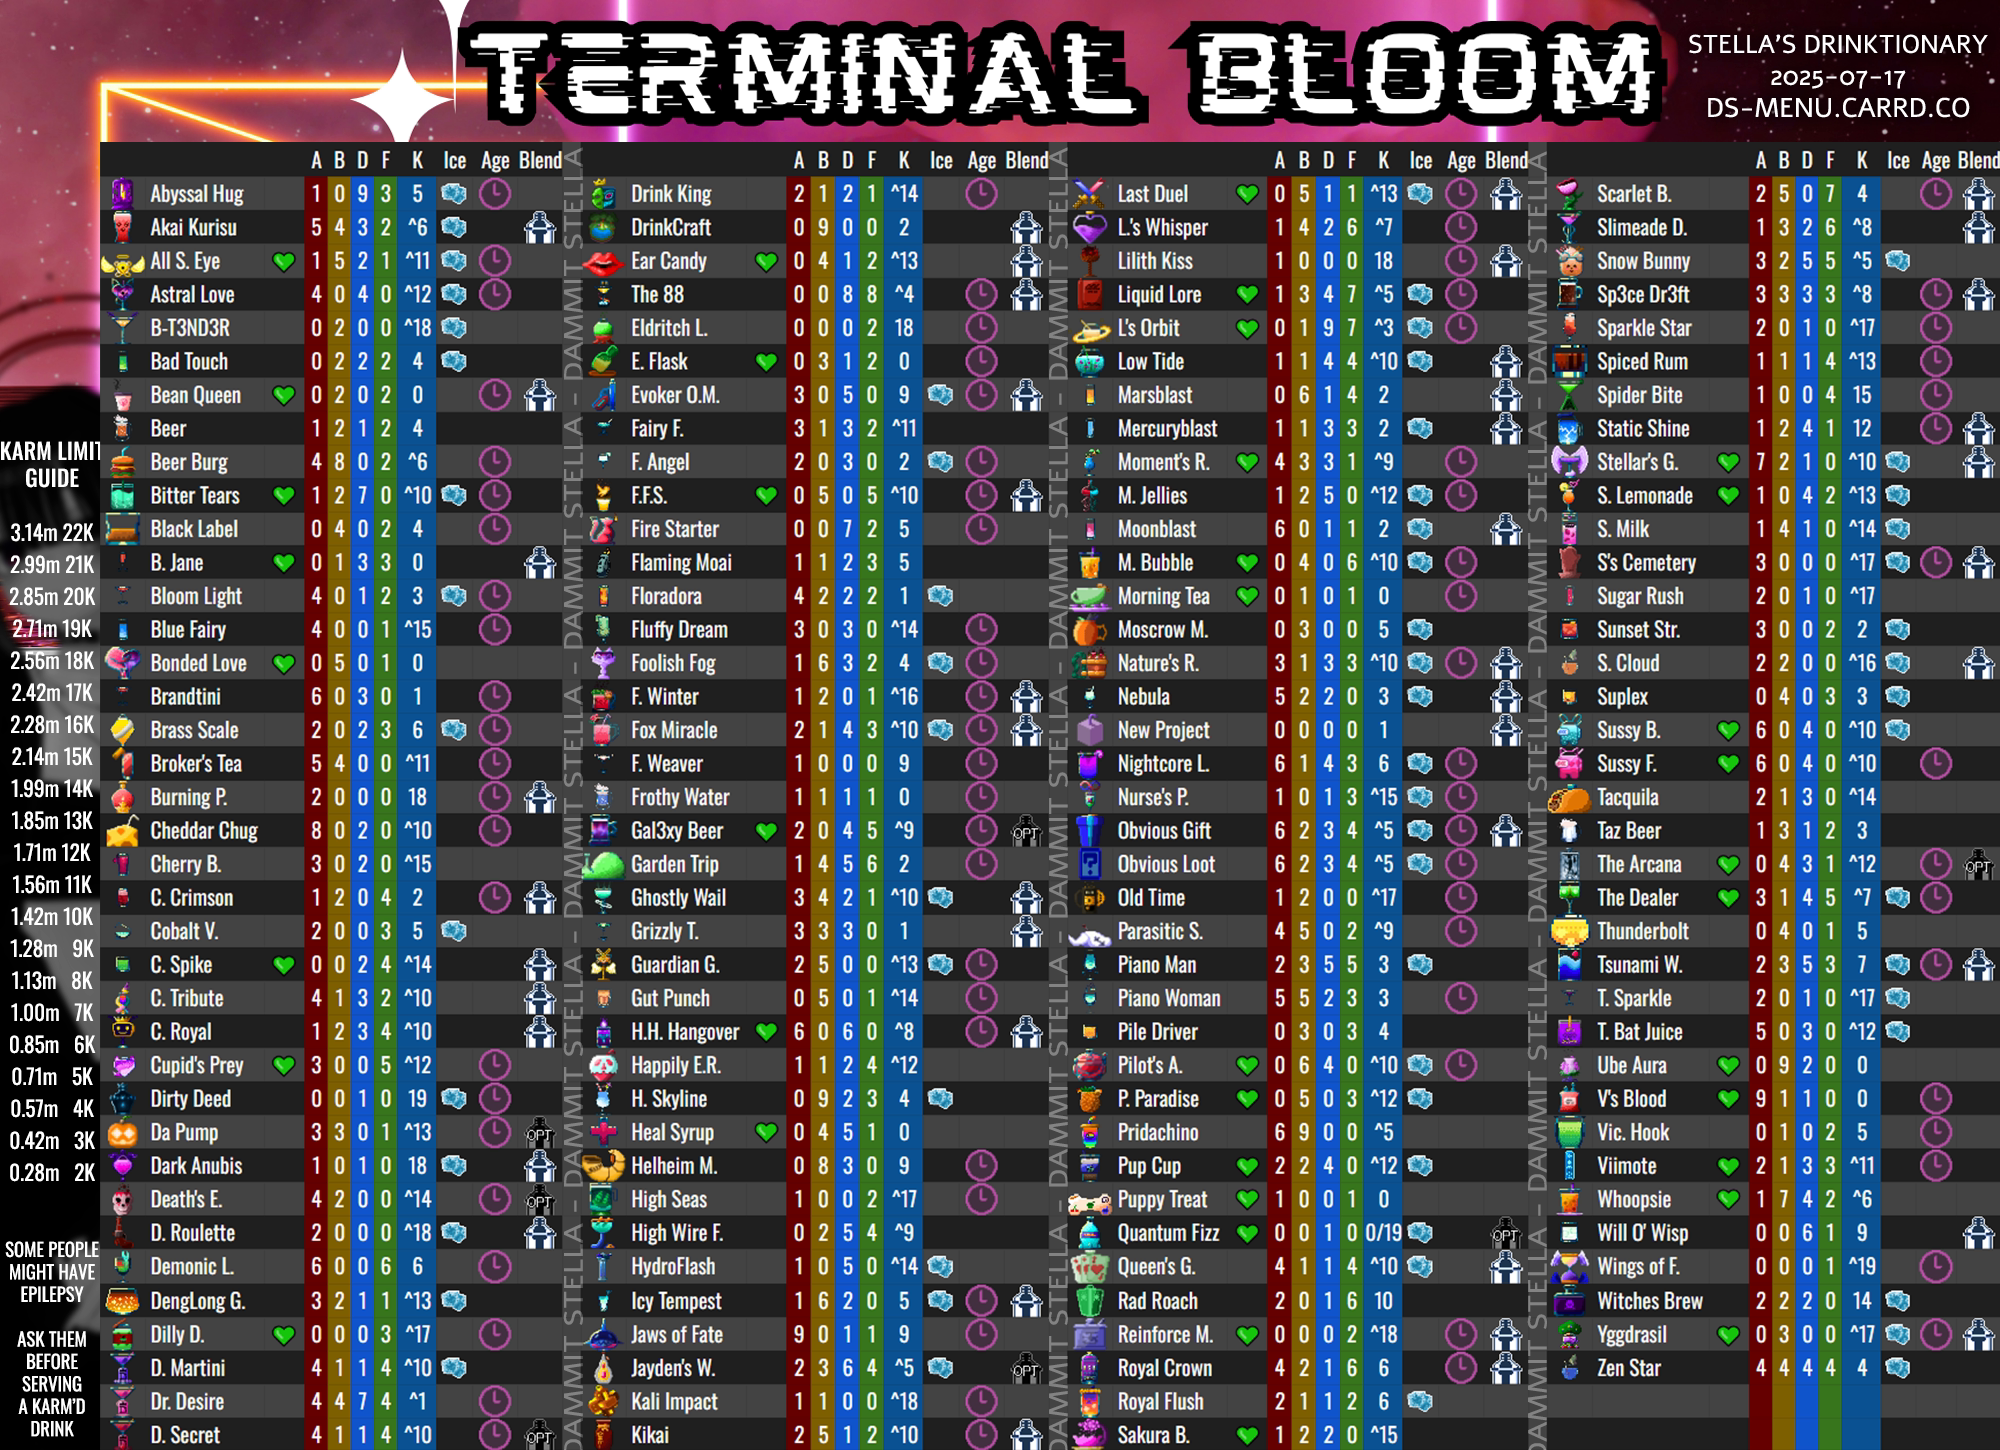 TERMINAL BLOOM
STELLA'S DRINKTIONARY
2025-07-17
DS-MENU.CARRD.CO
A B D F K Ice Age Blend
Abyssal Hug 1 0 9 3 5
Akai Kurisu 5 4 3 2 ^6
All S. Eye 1 5 2 1 ^11
Astral Love 4 0 4 0 ^12
B-T3ND3R 0 2 0 0 ^18
Bad Touch 0 2 2 2 4
Bean Queen 0 2 0 2 0
Beer 1 2 1 2 4
Beer Burg 4 8 0 2 ^6
Bitter Tears 1 2 7 0 ^10
Black Label 0 4 0 2 4
B. Jane 0 1 3 3 0
Bloom Light 4 0 1 2 3
Blue Fairy 4 0 0 1 ^15
Bonded Love 0 5 0 1 0
Brandtini 6 0 3 0 1
Brass Scale 2 0 2 3 6
Broker's Tea 5 4 0 0 ^11
Burning P. 2 0 0 0 18
Cheddar Chug 8 0 2 0 ^10
Cherry B. 3 0 2 0 ^15
C. Crimson 1 2 0 4 2
Cobalt V. 2 0 0 3 5
C. Spike 0 0 2 4 ^14
C. Tribute 4 1 3 2 ^10
C. Royal 1 2 3 4 ^10
Cupid's Prey 3 0 0 5 ^12
Dirty Deed 0 0 1 0 19
Da Pump 3 3 0 1 ^13 OPT
Dark Anubis 1 0 1 0 18
Death's E. 4 2 0 0 ^14 OPT
D. Roulette 2 0 0 0 ^18
Demonic L. 6 0 0 6 6
DengLong G. 3 2 1 1 ^13
Dilly D. 0 0 0 3 ^17
D. Martini 4 1 1 4 ^10
Dr. Desire 4 4 7 4 ^1
D. Secret 4 1 1 4 ^10 OPT
DAMMIT STELLA - DAMMIT STELLA - DAMMIT STELLA - DAMMIT STELLA - DAMMIT STELLA
A B D F K Ice Age Blend
Drink King 2 1 2 1 ^14
DrinkCraft 0 9 0 0 2
Ear Candy 0 4 1 2 ^13
The 88 0 0 8 8 ^4
Eldritch L. 0 0 0 2 18
E. Flask 0 3 1 2 0
Evoker O.M. 3 0 5 0 9
Fairy F. 3 1 3 2 ^11
F. Angel 2 0 3 0 2
F.F.S. 0 5 0 5 ^10
Fire Starter 0 0 7 2 5
Flaming Moai 1 1 2 3 5
Floradora 4 2 2 2 1
Fluffy Dream 3 0 3 0 ^14
Foolish Fog 1 6 3 2 4
F. Winter 1 2 0 1 ^16
Fox Miracle 2 1 4 3 ^10
F. Weaver 1 0 0 0 9
Frothy Water 1 1 1 1 0
Gal3xy Beer 2 0 4 5 ^9 OPT
Garden Trip 1 4 5 6 2
Ghostly Wail 3 4 2 1 ^10
Grizzly T. 3 3 3 0 1
Guardian G. 2 5 0 0 ^13
Gut Punch 0 5 0 1 ^14
H.H. Hangover 6 0 6 0 ^8
Happily E.R. 1 1 2 4 ^12
H. Skyline 0 9 2 3 4
Heal Syrup 0 4 5 1 0
Helheim M. 0 8 3 0 9
High Seas 1 0 0 2 ^17
High Wire F. 0 2 5 4 ^9
HydroFlash 1 0 5 0 ^14
Icy Tempest 1 6 2 0 5
Jaws of Fate 9 0 1 1 9
Jayden's W. 2 3 6 4 ^5 OPT
Kali Impact 1 1 0 0 ^18
Kikai 2 5 1 2 ^10
DAMMIT STELLA - DAMMIT STELLA - DAMMIT STELLA - DAMMIT STELLA - DAMMIT STELLA
A B D F K Ice Age Blend
Last Duel 0 5 1 1 ^13
L.'s Whisper 1 4 2 6 ^7
Lilith Kiss 1 0 0 0 18
Liquid Lore 1 3 4 7 ^5
L's Orbit 0 1 9 7 ^3
Low Tide 1 1 4 4 ^10
Marsblast 0 6 1 4 2
Mercuryblast 1 1 3 3 2
Moment's R. 4 3 3 1 ^9
M. Jellies 1 2 5 0 ^12
Moonblast 6 0 1 1 2
M. Bubble 0 4 0 6 ^10
Morning Tea 0 1 0 1 0
Moscrow M. 0 3 0 0 5
Nature's R. 3 1 3 3 ^10
Nebula 5 2 2 0 3
New Project 0 0 0 0 1
Nightcore L. 6 1 4 3 6
Nurse's P. 1 0 1 3 ^15
Obvious Gift 6 2 3 4 ^5
Obvious Loot 6 2 3 4 ^5
Old Time 1 2 0 0 ^17
Parasitic S. 4 5 0 2 ^9
Piano Man 2 3 5 5 3
Piano Woman 5 5 2 3 3
Pile Driver 0 3 0 3 4
Pilot's A. 0 6 4 0 ^10
P. Paradise 0 5 0 3 ^12
Pridachino 6 9 0 0 ^5
Pup Cup 2 2 4 0 ^12
Puppy Treat 1 0 0 1 0
Quantum Fizz 0 0 1 0 0/19 OPT
Queen's G. 4 1 1 4 ^10
Rad Roach 2 0 1 6 10
Reinforce M. 0 0 0 2 ^18
Royal Crown 4 2 1 6 6
Royal Flush 2 1 1 2 6
Sakura B. 1 2 2 0 ^15
DAMMIT STELLA - DAMMIT STELLA - DAMMIT STELLA - DAMMIT STELLA - DAMMIT STELLA
A B D F K Ice Age Blend
Scarlet B. 2 5 0 7 4
Slimeade D. 1 3 2 6 ^8
Snow Bunny 3 2 5 5 ^5
Sp3ce Dr3ft 3 3 3 3 ^8
Sparkle Star 2 0 1 0 ^17
Spiced Rum 1 1 1 4 ^13
Spider Bite 1 0 0 4 15
Static Shine 1 2 4 1 12
Stellar's G. 7 2 1 0 ^10
S. Lemonade 1 0 4 2 ^13
S. Milk 1 4 1 0 ^14
S's Cemetery 3 0 0 0 ^17
Sugar Rush 2 0 1 0 ^17
Sunset Str. 3 0 0 2 2
S. Cloud 2 2 0 0 ^16
Suplex 0 4 0 3 3
Sussy B. 6 0 4 0 ^10
Sussy F. 6 0 4 0 ^10
Tacquila 2 1 3 0 ^14
Taz Beer 1 3 1 2 3
The Arcana 0 4 3 1 ^12 OPT
The Dealer 3 1 4 5 ^7
Thunderbolt 0 4 0 1 5
Tsunami W. 2 3 5 3 7
T. Sparkle 2 0 1 0 ^17
T. Bat Juice 5 0 3 0 ^12
Ube Aura 0 9 2 0 0
V's Blood 9 1 1 0 0
Vic. Hook 0 1 0 2 5
Viimote 2 1 3 3 ^11
Whoopsie 1 7 4 2 ^6
Will O' Wisp 0 0 6 1 9
Wings of F. 0 0 0 1 ^19
Witches Brew 2 2 2 0 14
Yggdrasil 0 3 0 0 ^17
Zen Star 4 4 4 4 4
KARM LIMIT
GUIDE
3.14m 22K
2.99m 21K
2.85m 20K
2.71m 19K
2.56m 18K
2.42m 17K
2.28m 16K
2.14m 15K
1.99m 14K
1.85m 13K
1.71m 12K
1.56m 11K
1.42m 10K
1.28m 9K
1.13m 8K
1.00m 7K
0.85m 6K
0.71m 5K
0.57m 4K
0.42m 3K
0.28m 2K
SOME PEOPLE
MIGHT HAVE
EPILEPSY
ASK THEM
BEFORE
SERVING
A KARM'D
DRINK